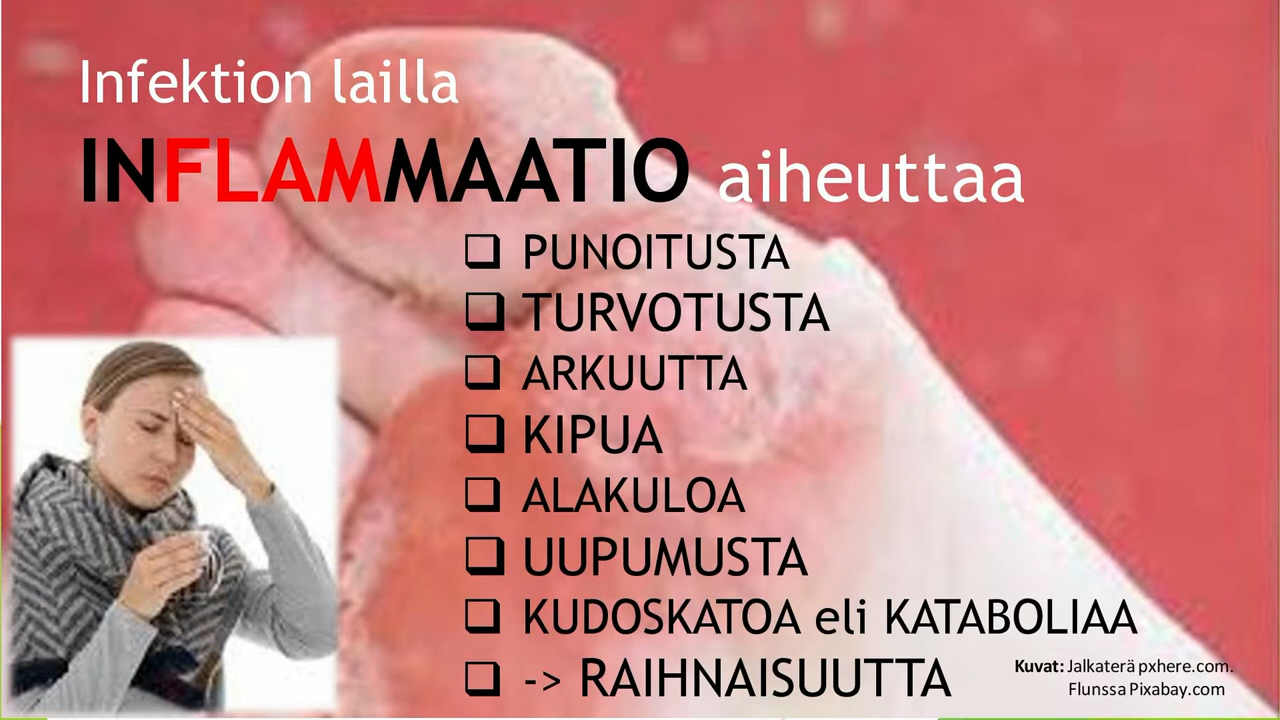 Infektion lailla
INFLAMMAATIO aiheuttaa
❑ PUNOITUSTA
❑ TURVOTUSTA
❑ ARKUUTTA
❑ KIPUA
❑ ALAKULOA
❑ UUPUMUSTA
❑ KUDOSKATOA eli KATABOLIAA
❑ -> RAIHNAISUUTTA
Kuvat: Jalkaterä pxhere.com.
Flunssa Pixabay.com